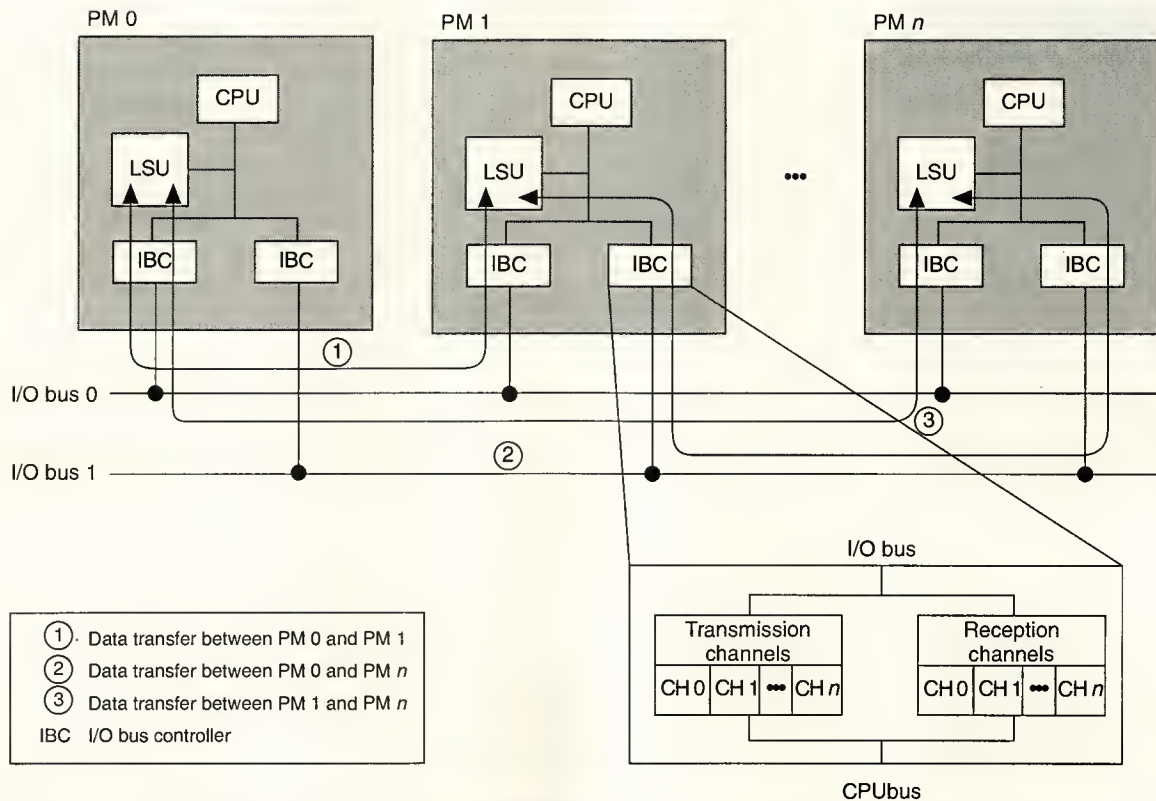 PM 0
PM 1
PM n
CPU
CPU
CPU
LSU
LSU
•••
LSU
IBC
IBC
IBC
IBC
IBC
IBC
①
I/O bus 0
③
②
I/O bus 1
I/O bus
Transmission
channels
CH 0 CH 1 ••• CH n
Reception
channels
CH 0 CH 1 ••• CH n
CPUbus
①. Data transfer between PM 0 and PM 1
② Data transfer between PM 0 and PM n
③ Data transfer between PM 1 and PM n
IBC I/O bus controller